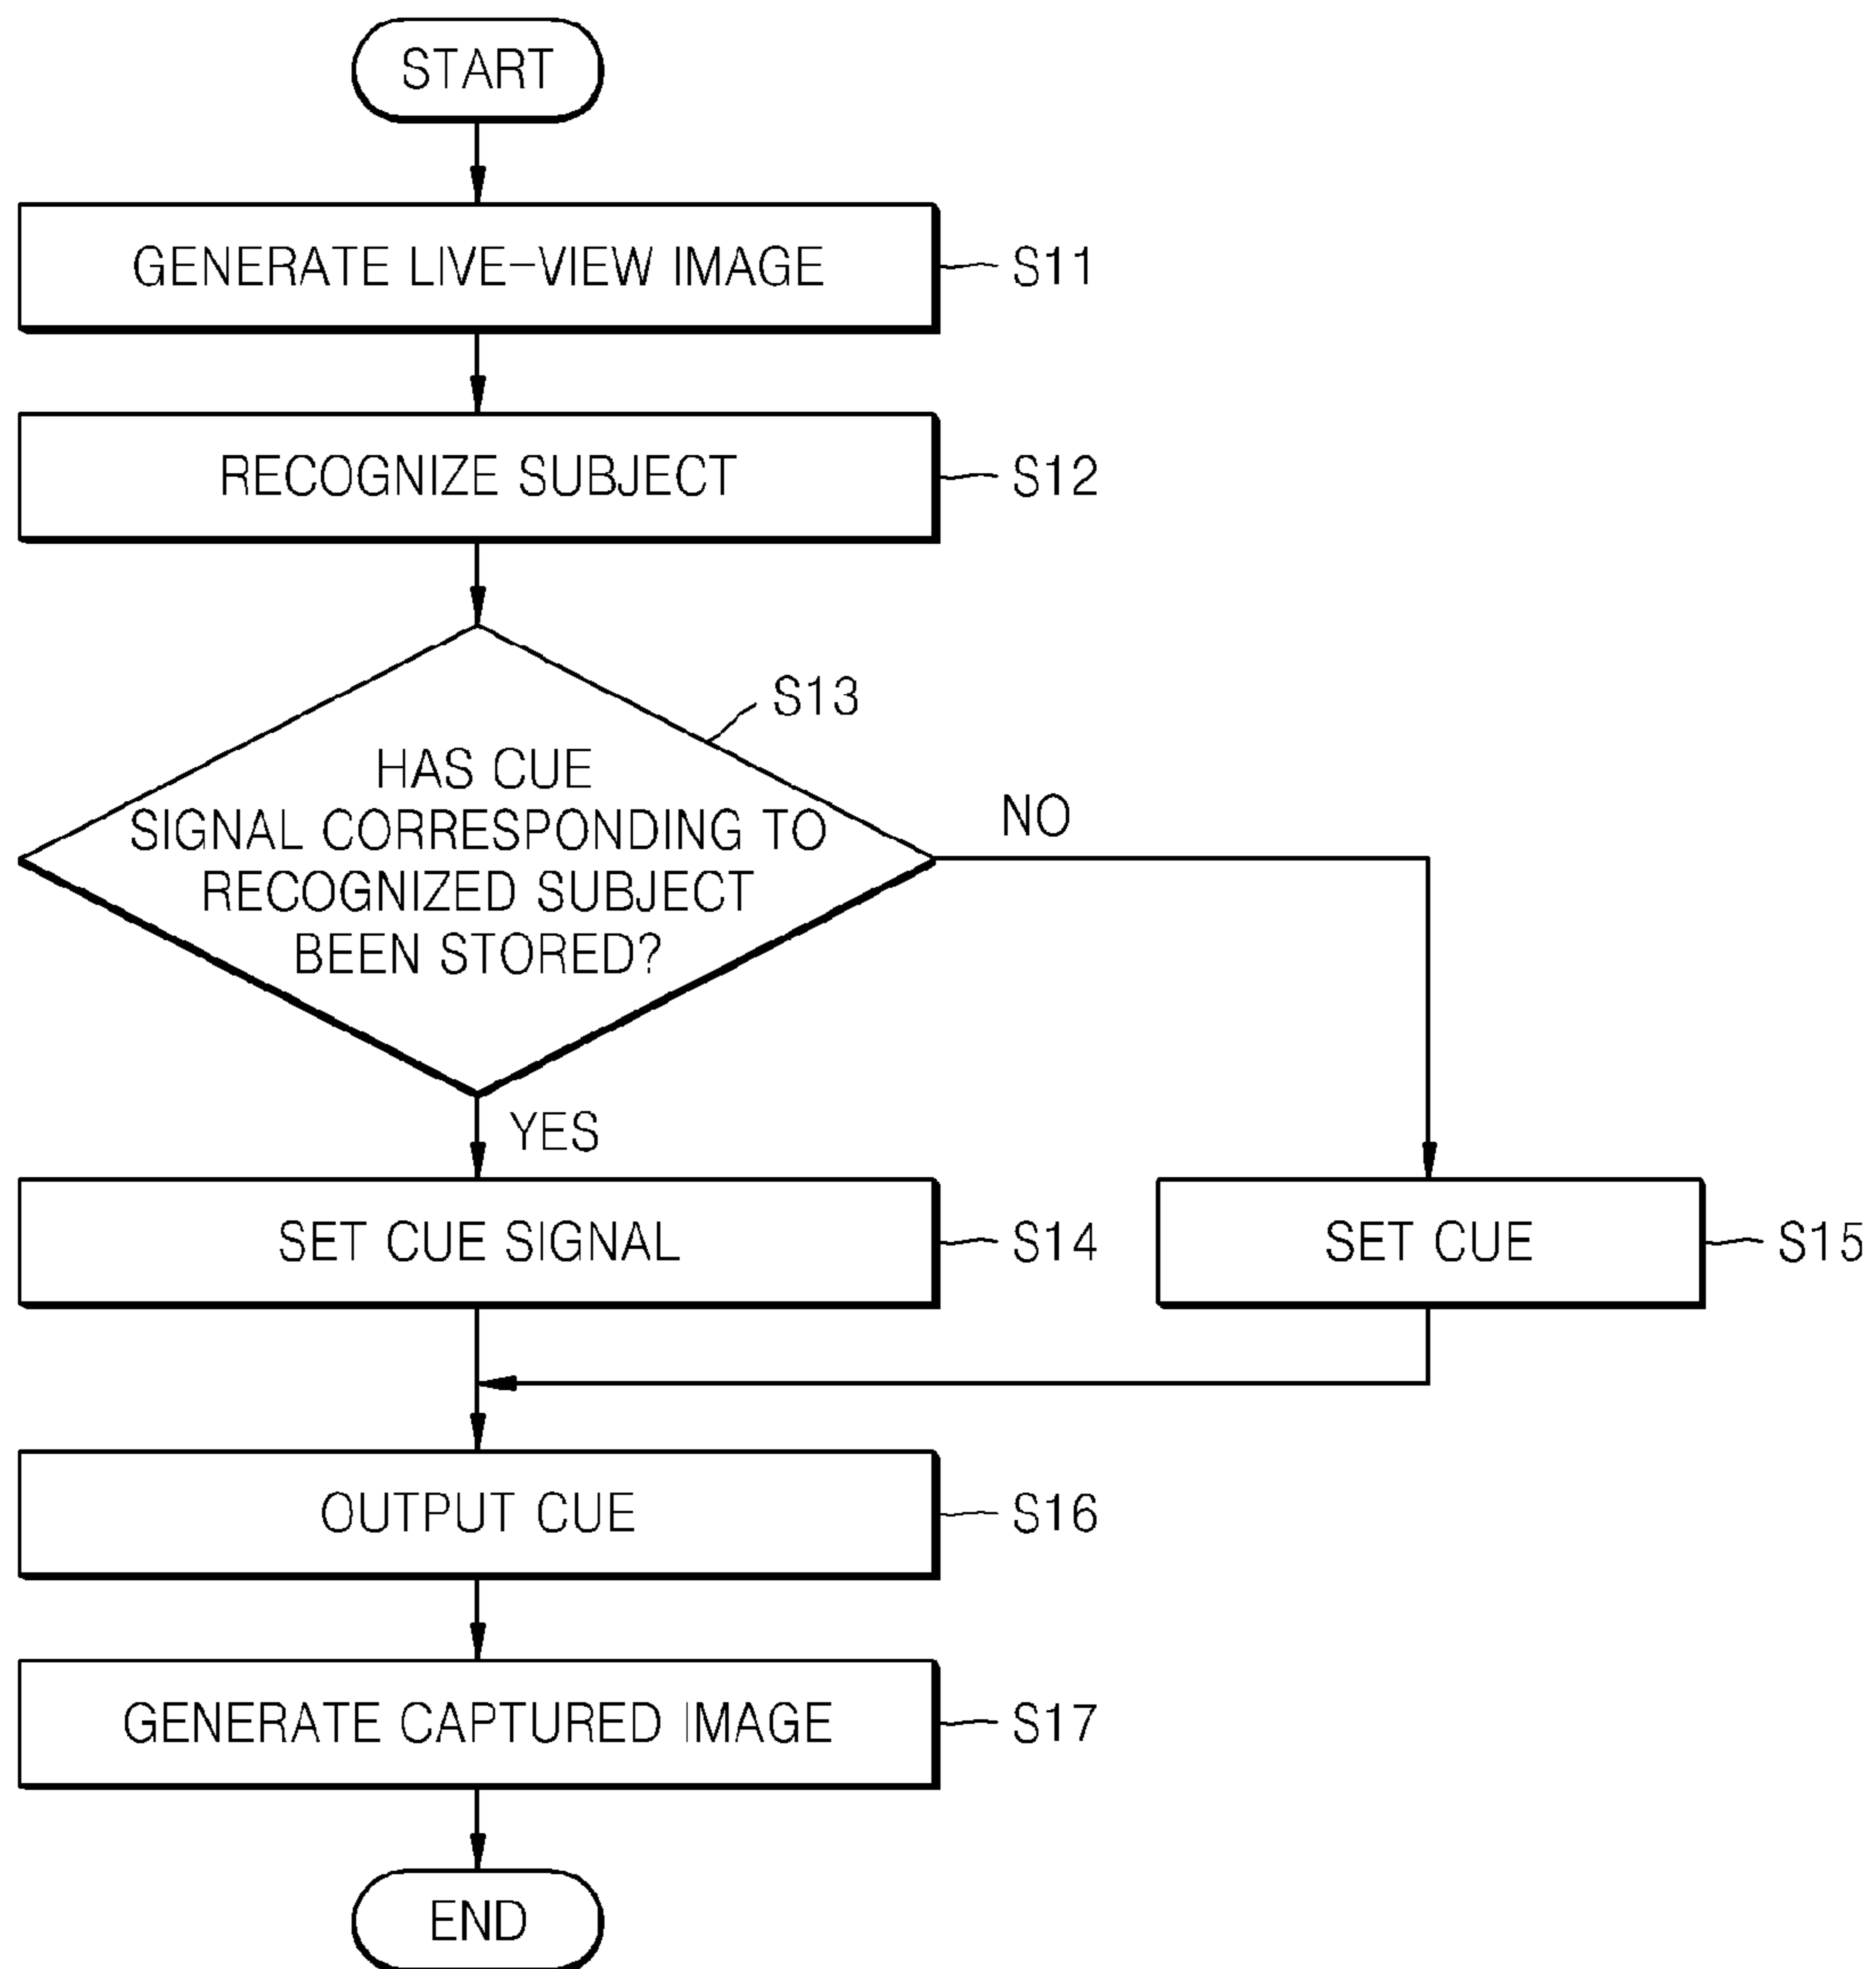 START
GENERATE LIVE-VIEW IMAGE
S11
RECOGNIZE SUBJECT
S12
S13
HAS CUE
SIGNAL CORRESPONDING TO
RECOGNIZED SUBJECT
BEEN STORED?
NO
YES
SET CUE SIGNAL
S14
SET CUE
S15
OUTPUT CUE
S16
GENERATE CAPTURED IMAGE
S17
END